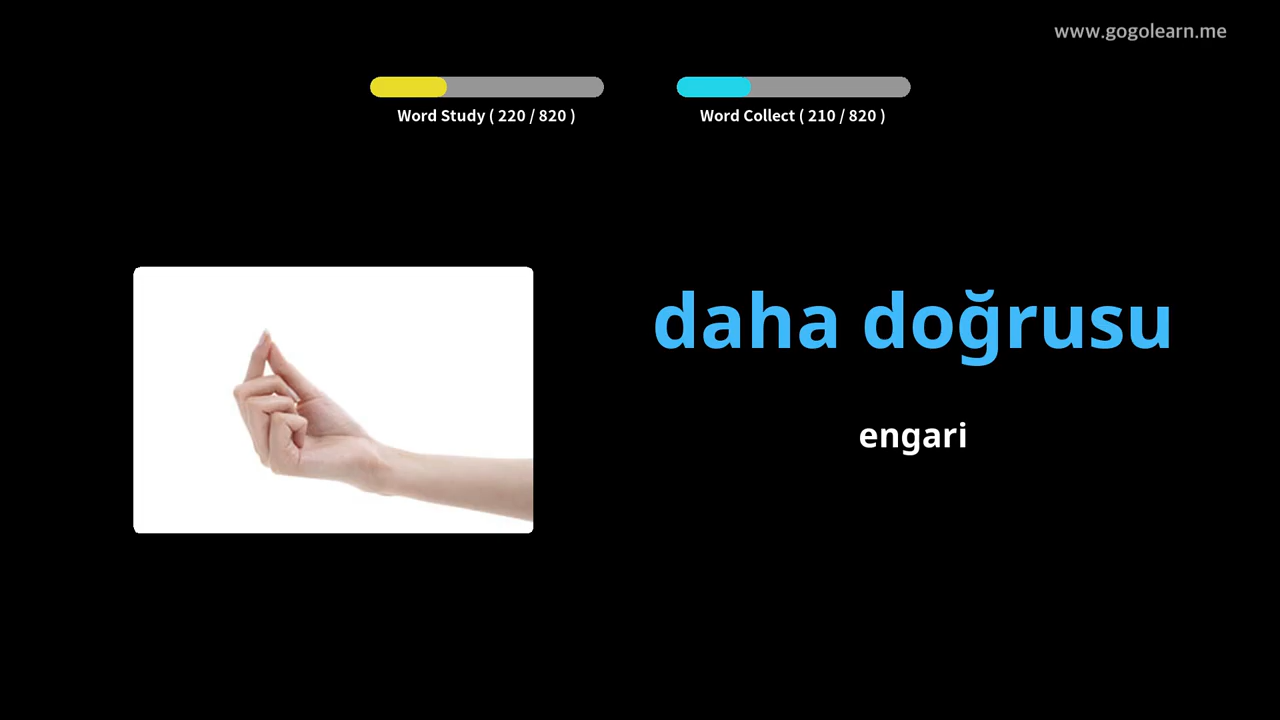 www.gogolearn.me
Word Study ( 220 / 820 )
Word Collect ( 210 / 820 )
daha doğrusu
engari